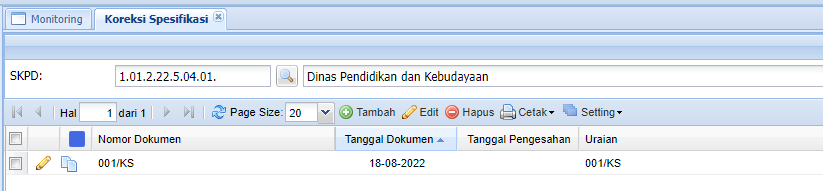 Monitoring Koreksi Spesifikasi
SKPD: 1.01.2.22.5.04.01. Dinas Pendidikan dan Kebudayaan
Hal 1 dari 1 Page Size: 20 Tambah Edit Hapus Cetak Setting
Nomor Dokumen Tanggal Dokumen Tanggal Pengesahan Uraian
001/KS 18-08-2022 001/KS